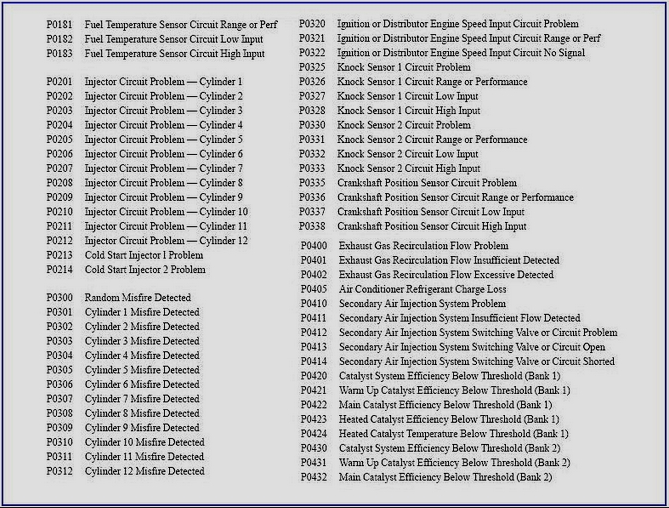 P0181 Fuel Temperature Sensor Circuit Range or Perf
P0182 Fuel Temperature Sensor Circuit Low Input
P0183 Fuel Temperature Sensor Circuit High Input
P0201 Injector Circuit Problem — Cylinder 1
P0202 Injector Circuit Problem — Cylinder 2
P0203 Injector Circuit Problem — Cylinder 3
P0204 Injector Circuit Problem — Cylinder 4
P0205 Injector Circuit Problem — Cylinder 5
P0206 Injector Circuit Problem — Cylinder 6
P0207 Injector Circuit Problem — Cylinder 7
P0208 Injector Circuit Problem — Cylinder 8
P0209 Injector Circuit Problem — Cylinder 9
P0210 Injector Circuit Problem — Cylinder 10
P0211 Injector Circuit Problem — Cylinder 11
P0212 Injector Circuit Problem — Cylinder 12
P0213 Cold Start Injector 1 Problem
P0214 Cold Start Injector 2 Problem
P0300 Random Misfire Detected
P0301 Cylinder 1 Misfire Detected
P0302 Cylinder 2 Misfire Detected
P0303 Cylinder 3 Misfire Detected
P0304 Cylinder 4 Misfire Detected
P0305 Cylinder 5 Misfire Detected
P0306 Cylinder 6 Misfire Detected
P0307 Cylinder 7 Misfire Detected
P0308 Cylinder 8 Misfire Detected
P0309 Cylinder 9 Misfire Detected
P0310 Cylinder 10 Misfire Detected
P0311 Cylinder 11 Misfire Detected
P0312 Cylinder 12 Misfire Detected
P0320 Ignition or Distributor Engine Speed Input Circuit Problem
P0321 Ignition or Distributor Engine Speed Input Circuit Range or Perf
P0322 Ignition or Distributor Engine Speed Input Circuit No Signal
P0325 Knock Sensor 1 Circuit Problem
P0326 Knock Sensor 1 Circuit Range or Performance
P0327 Knock Sensor 1 Circuit Low Input
P0328 Knock Sensor 1 Circuit High Input
P0330 Knock Sensor 2 Circuit Problem
P0331 Knock Sensor 2 Circuit Range or Performance
P0332 Knock Sensor 2 Circuit Low Input
P0333 Knock Sensor 2 Circuit High Input
P0335 Crankshaft Position Sensor Circuit Problem
P0336 Crankshaft Position Sensor Circuit Range or Performance
P0337 Crankshaft Position Sensor Circuit Low Input
P0338 Crankshaft Position Sensor Circuit High Input
P0400 Exhaust Gas Recirculation Flow Problem
P0401 Exhaust Gas Recirculation Flow Insufficient Detected
P0402 Exhaust Gas Recirculation Flow Excessive Detected
P0405 Air Conditioner Refrigerant Charge Loss
P0410 Secondary Air Injection System Problem
P0411 Secondary Air Injection System Insufficient Flow Detected
P0412 Secondary Air Injection System Switching Valve or Circuit Problem
P0413 Secondary Air Injection System Switching Valve or Circuit Open
P0414 Secondary Air Injection System Switching Valve or Circuit Shorted
P0420 Catalyst System Efficiency Below Threshold (Bank 1)
P0421 Warm Up Catalyst Efficiency Below Threshold (Bank 1)
P0422 Main Catalyst Efficiency Below Threshold (Bank 1)
P0423 Heated Catalyst Efficiency Below Threshold (Bank 1)
P0424 Heated Catalyst Temperature Below Threshold (Bank 1)
P0430 Catalyst System Efficiency Below Threshold (Bank 2)
P0431 Warm Up Catalyst Efficiency Below Threshold (Bank 2)
P0432 Main Catalyst Efficiency Below Threshold (Bank 2)